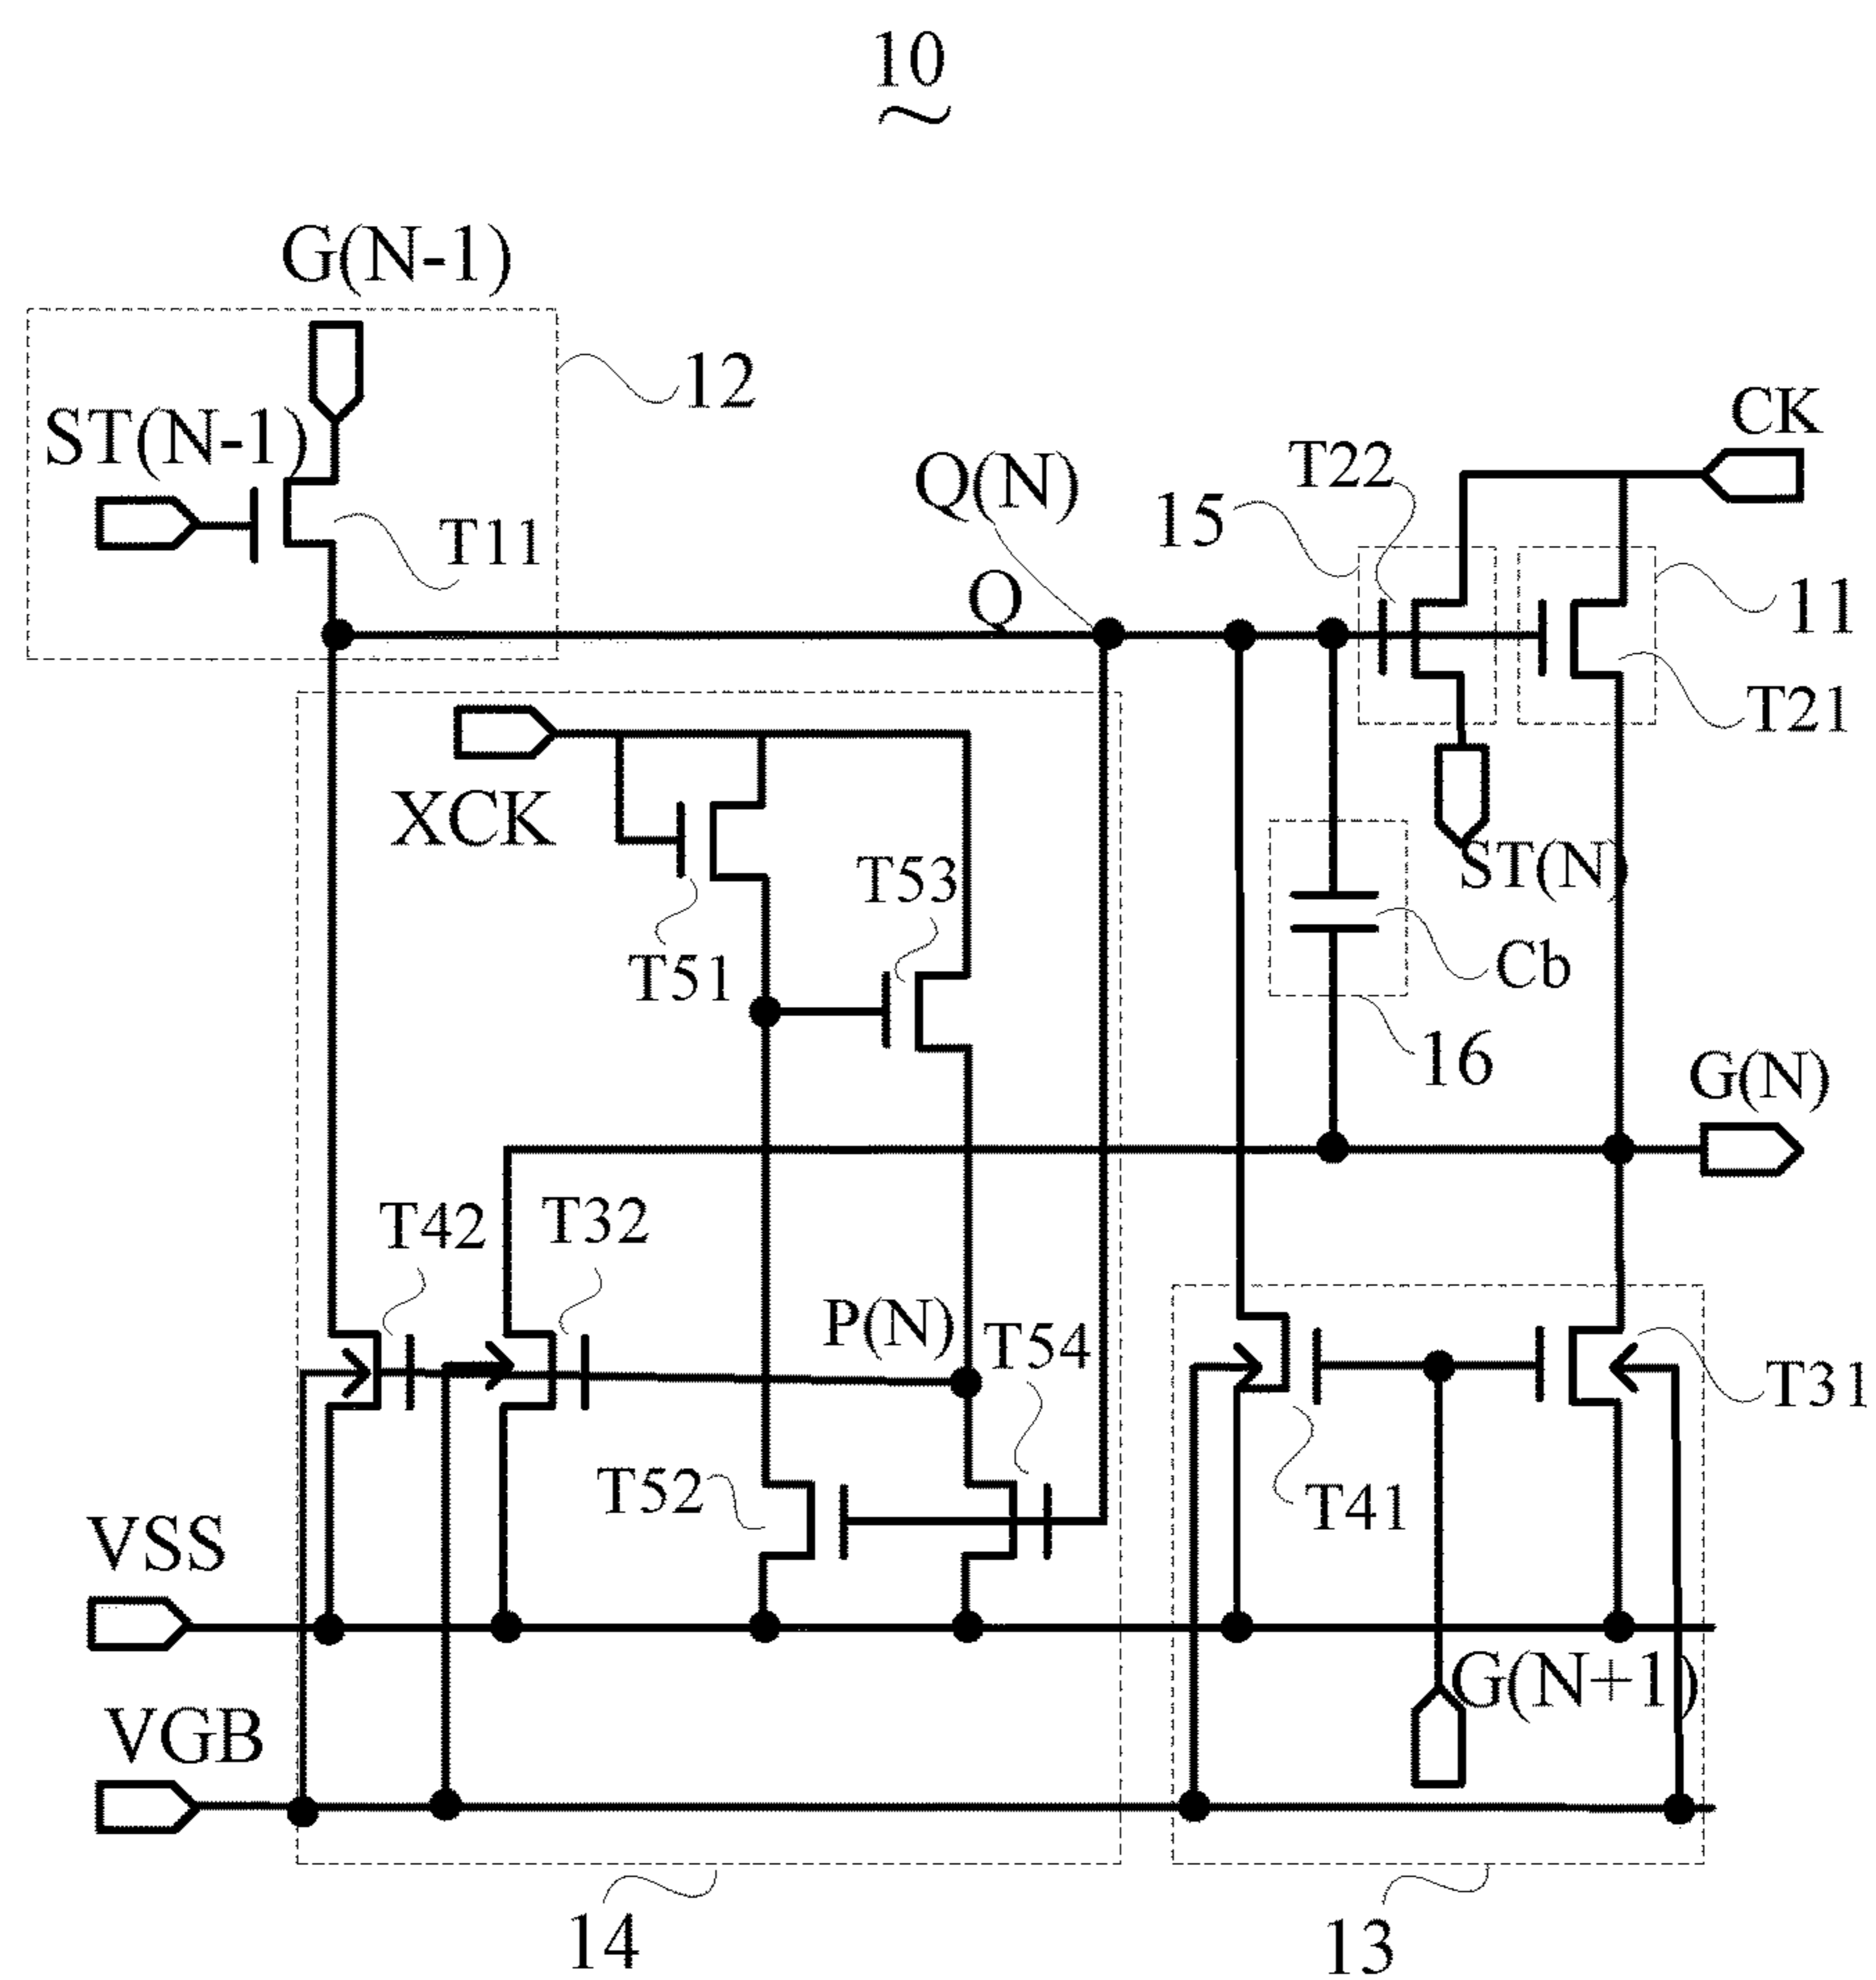 10
G(N-1)
12
ST(N-1)
T11
CK
T22
Q(N)
15
Q
11
T21
XCK
T53
ST(N)
T51
Cb
16
G(N)
T42
T32
P(N)
T54
T31
T52
T41
VSS
G(N+1)
VGB
14
13